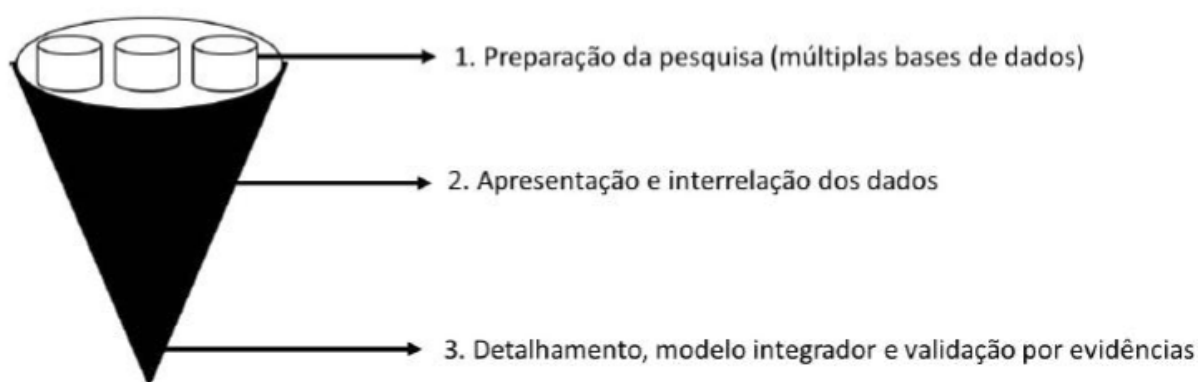 1. Preparação da pesquisa (múltiplas bases de dados)
2. Apresentação e interrelação dos dados
3. Detalhamento, modelo integrador e validação por evidências